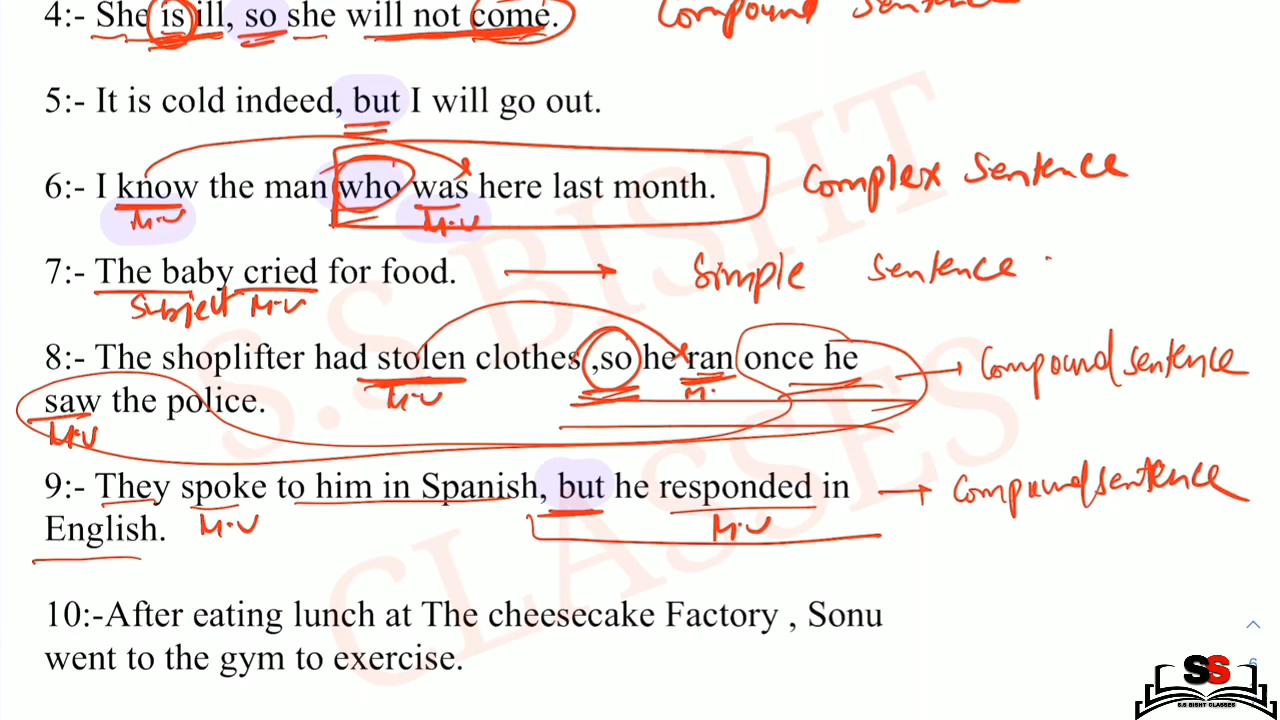 4:- She is ill, so she will not come. Compound Sentence
5:- It is cold indeed, but I will go out.
6:- I know the man who was here last month. Complex Sentence
M.V M.V
7:- The baby cried for food. Simple Sentence
Subject M.V
8:- The shoplifter had stolen clothes ,so he ran once he Compound sentence
M.V M.
saw the police.
M.V
9:- They spoke to him in Spanish, but he responded in Compound sentence
M.V M.V
English.
10:-After eating lunch at The cheesecake Factory , Sonu
went to the gym to exercise.
S.S BISHT
CLASSES
6
SS
S.S BISHT CLASSES